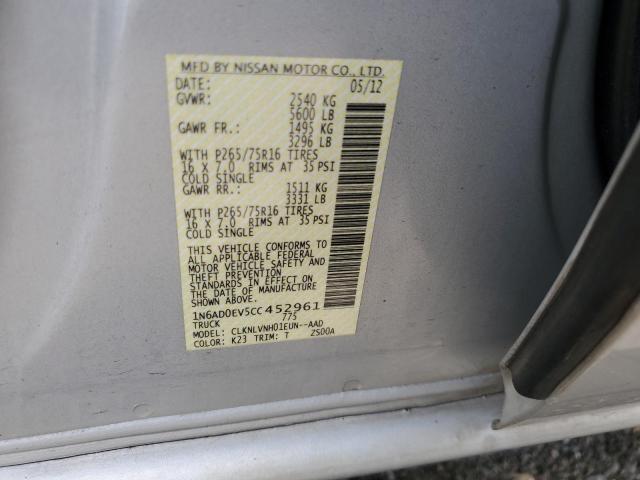 MFD BY NISSAN MOTOR CO., LTD.
DATE: 05/12
GVWR: 2540 KG
5600 LB
GAWR FR.: 1495 KG
3296 LB
WITH P265/75R16 TIRES
16 X 7.0 RIMS AT 35 PSI
COLD SINGLE
GAWR RR.: 1511 KG
3331 LB
WITH P265/75R16 TIRES
16 X 7.0 RIMS AT 35 PSI
COLD SINGLE
THIS VEHICLE CONFORMS TO
ALL APPLICABLE FEDERAL
MOTOR VEHICLE SAFETY AND
THEFT PREVENTION
STANDARDS IN EFFECT ON THE
DATE OF MANUFACTURE
1N6AD0EV5CC452961
TRUCK 775
MODEL: CLKNLVNH01EUN--AAD
COLOR: K23 TRIM: T ZS00A